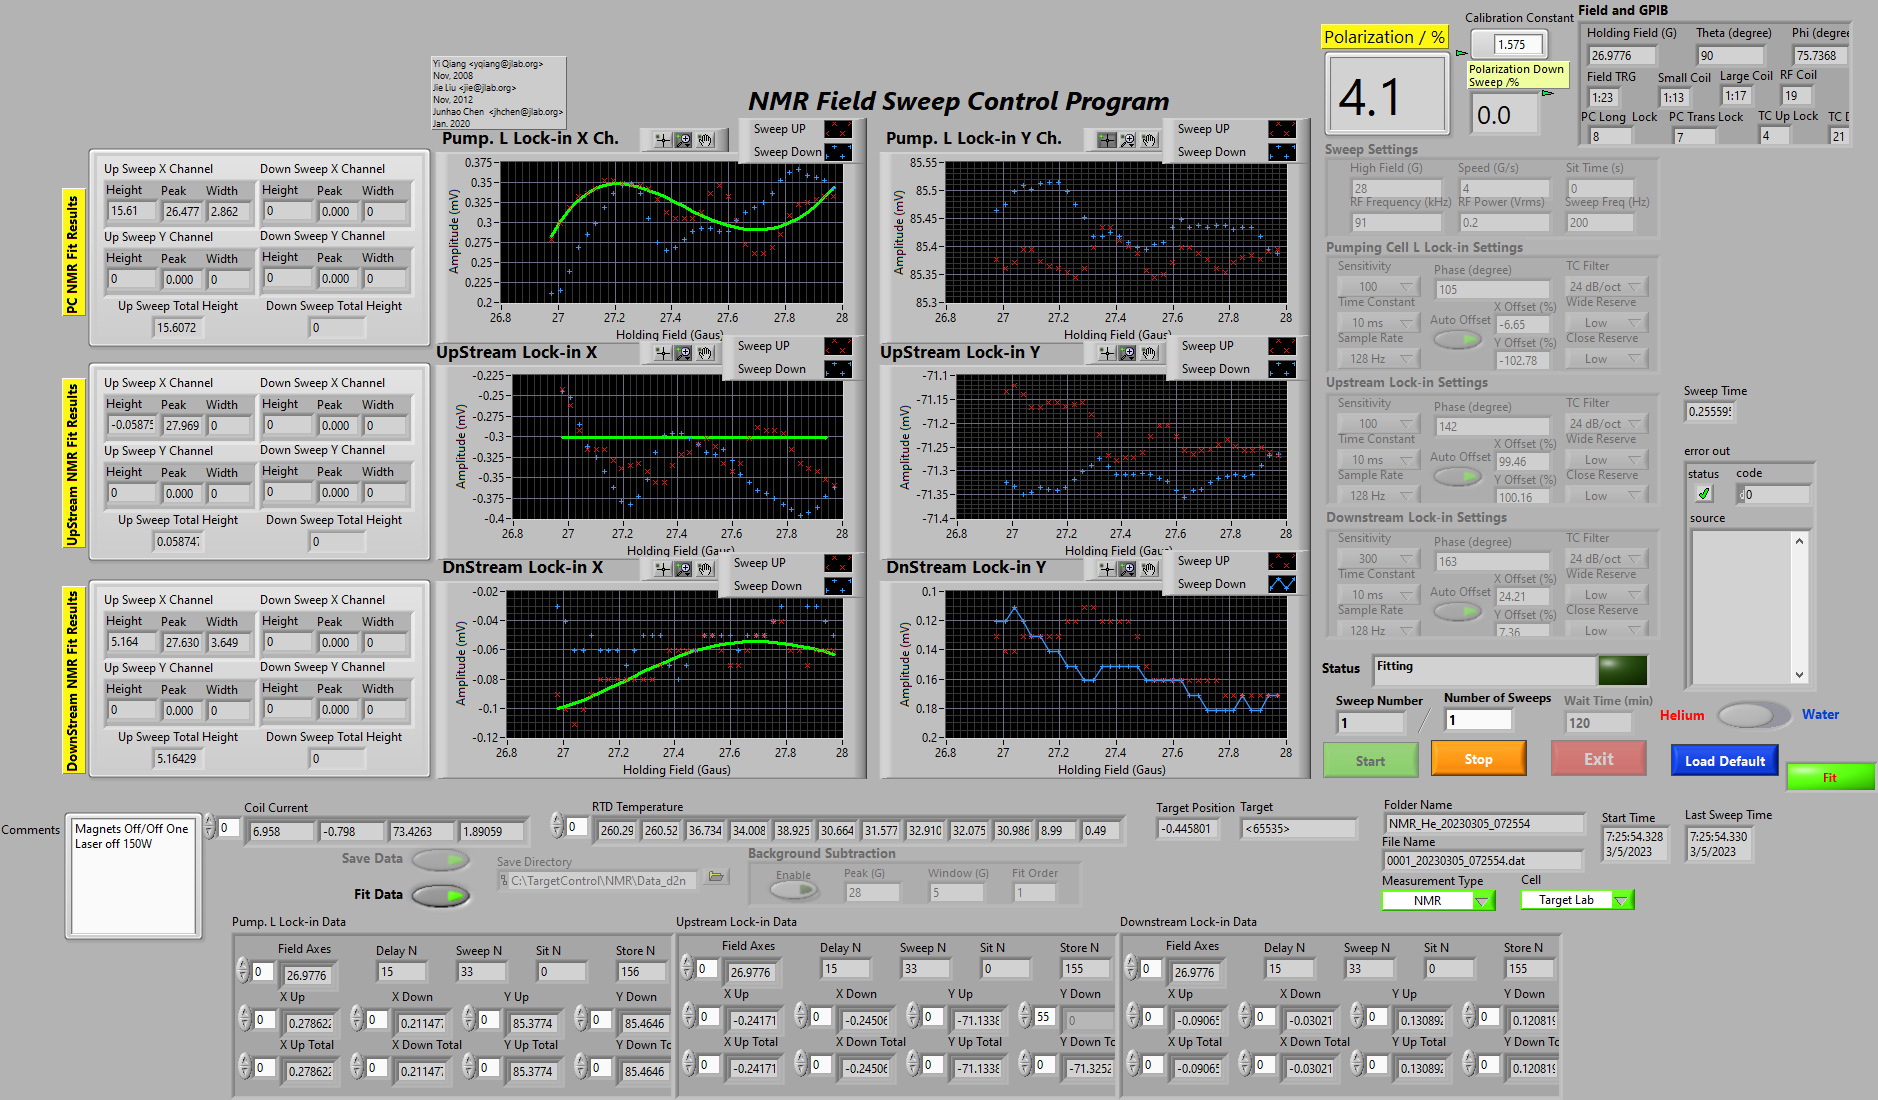 Yi Qiang <yqiang@jlab.org>
Nov, 2008
Jie Liu <jie@jlab.org>
Nov, 2012
Junhao Chen <jhchen@jlab.org>
Jan. 2020
NMR Field Sweep Control Program
Polarization / %
4.1
Calibration Constant
1.575
Polarization Down
Sweep /%
0.0
Field and GPIB
Holding Field (G) Theta (degree) Phi (degree
26.9776 90 75.7368
Field TRG Small Coil Large Coil RF Coil
1:23 1:13 1:17 19
PC Long Lock PC Trans Lock TC Up Lock TC D
8 7 4 21
PC NMR Fit Results
Up Sweep X Channel Down Sweep X Channel
Height Peak Width Height Peak Width
15.61 26.477 2.862 0 0.000 0
Up Sweep Y Channel Down Sweep Y Channel
Height Peak Width Height Peak Width
0 0.000 0 0 0.000 0
Up Sweep Total Height Down Sweep Total Height
15.6072 0
UpStream NMR Fit Results
Up Sweep X Channel Down Sweep X Channel
Height Peak Width Height Peak Width
-0.05875 27.969 0 0 0.000 0
Up Sweep Y Channel Down Sweep Y Channel
Height Peak Width Height Peak Width
0 0.000 0 0 0.000 0
Up Sweep Total Height Down Sweep Total Height
0.058747 0
DownStream NMR Fit Results
Up Sweep X Channel Down Sweep X Channel
Height Peak Width Height Peak Width
5.164 27.630 3.649 0 0.000 0
Up Sweep Y Channel Down Sweep Y Channel
Height Peak Width Height Peak Width
0 0.000 0 0 0.000 0
Up Sweep Total Height Down Sweep Total Height
5.16429 0
Pump. L Lock-in X Ch.
Sweep UP
Sweep Down
Amplitude (mV)
0.375
0.35
0.325
0.3
0.275
0.25
0.225
0.2
26.8 27 27.2 27.4 27.6 27.8 28
Holding Field (Gaus)
Pump. L Lock-in Y Ch.
Sweep UP
Sweep Down
Amplitude (mV)
85.55
85.5
85.45
85.4
85.35
85.3
26.8 27 27.2 27.4 27.6 27.8 28
Holding Field (Gaus)
UpStream Lock-in X
Sweep UP
Sweep Down
Amplitude (mV)
-0.225
-0.25
-0.275
-0.3
-0.325
-0.35
-0.375
-0.4
26.8 27 27.2 27.4 27.6 27.8 28
Holding Field (Gaus)
UpStream Lock-in Y
Sweep UP
Sweep Down
Amplitude (mV)
-71.1
-71.15
-71.2
-71.25
-71.3
-71.35
-71.4
26.8 27 27.2 27.4 27.6 27.8 28
Holding Field (Gaus)
DnStream Lock-in X
Sweep UP
Sweep Down
Amplitude (mV)
-0.02
-0.04
-0.06
-0.08
-0.1
-0.12
26.8 27 27.2 27.4 27.6 27.8 28
Holding Field (Gaus)
DnStream Lock-in Y
Sweep UP
Sweep Down
Amplitude (mV)
0.1
0.12
0.14
0.16
0.18
0.2
26.8 27 27.2 27.4 27.6 27.8 28
Holding Field (Gaus)
Sweep Settings
High Field (G) Speed (G/s) Sit Time (s)
28 4 0
RF Frequency (kHz) RF Power (Vrms) Sweep Freq (Hz)
91 0.2 200
Pumping Cell L Lock-in Settings
Sensitivity Phase (degree) TC Filter
100 105 24 dB/oct
Time Constant X Offset (%) Wide Reserve
10 ms Auto Offset -6.65 Low
Sample Rate Y Offset (%) Close Reserve
128 Hz -102.78 Low
Upstream Lock-in Settings
Sensitivity Phase (degree) TC Filter
100 142 24 dB/oct
Time Constant X Offset (%) Wide Reserve
10 ms Auto Offset 99.46 Low
Sample Rate Y Offset (%) Close Reserve
128 Hz 100.16 Low
Downstream Lock-in Settings
Sensitivity Phase (degree) TC Filter
300 163 24 dB/oct
Time Constant X Offset (%) Wide Reserve
10 ms Auto Offset 24.21 Low
Sample Rate Y Offset (%) Close Reserve
128 Hz 7.36 Low
Sweep Time
0.25559
error out
status code
0
source
Status Fitting
Sweep Number Number of Sweeps Wait Time (min)
1 / 1 120
Helium Water
Start Stop Exit Load Default Fit
Comments
Magnets Off/Off One
Laser off 150W
Coil Current
0 6.958 -0.798 73.4263 1.89059
RTD Temperature
0 260.29 260.52 36.734 34.008 38.925 30.664 31.577 32.910 32.075 30.986 8.99 0.49
Target Position Target
-0.445801 <65535>
Folder Name
NMR_He_20230305_072554
File Name
0001_20230305_072554.dat
Start Time Last Sweep Time
7:25:54.328 7:25:54.330
3/5/2023 3/5/2023
Measurement Type Cell
NMR Target Lab
Save Data
Fit Data
Save Directory
C:\TargetControl\NMR\Data_d2n
Background Subtraction
Enable Peak (G) Window (G) Fit Order
28 5 1
Pump. L Lock-in Data
Field Axes Delay N Sweep N Sit N Store N
0 26.9776 15 33 0 156
X Up X Down Y Up Y Down
0 0.278622 0 0.211477 0 85.3774 0 85.4646
X Up Total X Down Total Y Up Total Y Down To
0 0.278622 0 0.211477 0 85.3774 0 85.4646
Upstream Lock-in Data
Field Axes Delay N Sweep N Sit N Store N
0 26.9776 15 33 0 155
X Up X Down Y Up Y Down
0 -0.24171 0 -0.24506 0 -71.1338 55 0
X Up Total X Down Total Y Up Total Y Down Tc
0 -0.24171 0 -0.24506 0 -71.1338 0 -71.3252
Downstream Lock-in Data
Field Axes Delay N Sweep N Sit N Store N
0 26.9776 15 33 0 155
X Up X Down Y Up Y Down
0 -0.09065 0 -0.03021 0 0.130892 0 0.120819
X Up Total X Down Total Y Up Total Y Down Tc
0 -0.09065 0 -0.03021 0 0.130892 0 0.120819